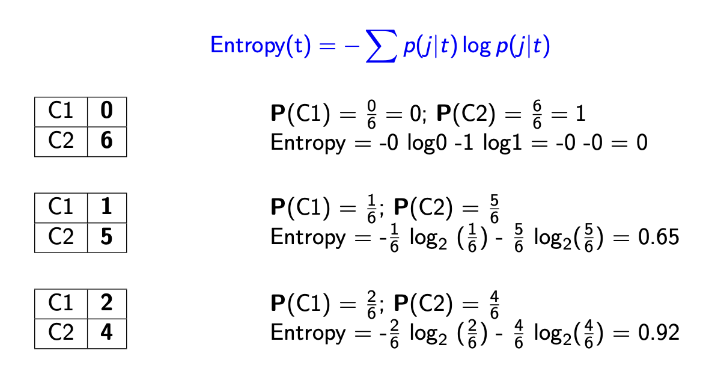 Entropy(t) = − ∑ p(j|t) log p(j|t)
C1 0
C2 6
P(C1) = 0/6 = 0; P(C2) = 6/6 = 1
Entropy = -0 log0 -1 log1 = -0 -0 = 0
C1 1
C2 5
P(C1) = 1/6; P(C2) = 5/6
Entropy = -1/6 log₂ (1/6) - 5/6 log₂(5/6) = 0.65
C1 2
C2 4
P(C1) = 2/6; P(C2) = 4/6
Entropy = -2/6 log₂ (2/6) - 4/6 log₂(4/6) = 0.92